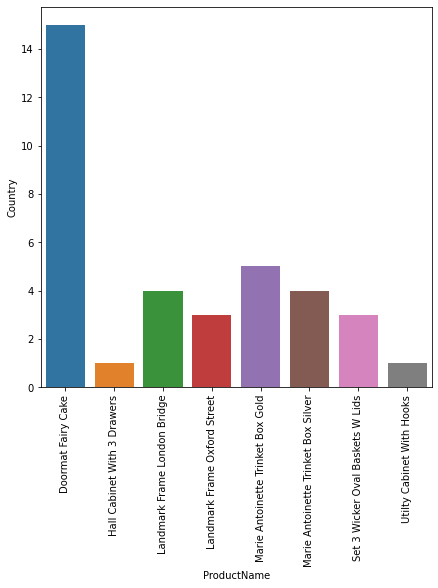 14
12
10
8
6
4
2
0
Country
Doormat Fairy Cake
Hall Cabinet With 3 Drawers
Landmark Frame London Bridge
Landmark Frame Oxford Street
Marie Antoinette Trinket Box Gold
Marie Antoinette Trinket Box Silver
Set 3 Wicker Oval Baskets W Lids
Utilty Cabinet With Hooks
ProductName